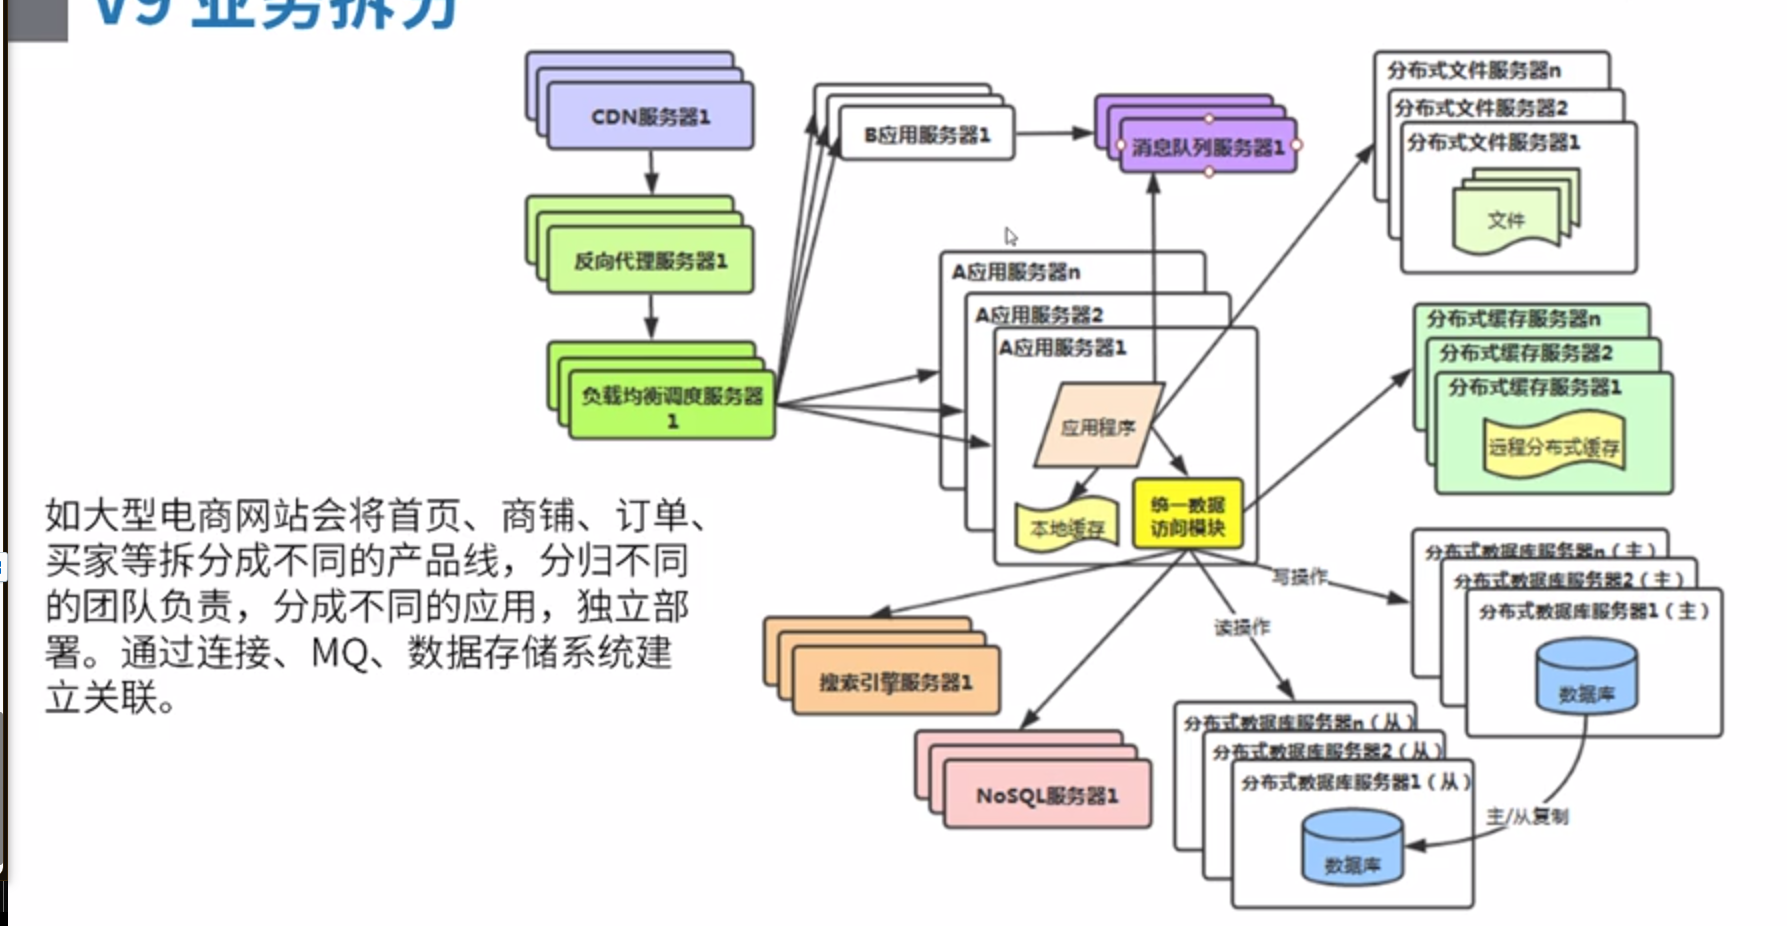 V9 业务拆分
CDN服务器1
反向代理服务器1
负载均衡调度服务器
1
B应用服务器1
消息队列服务器1
A应用服务器n
A应用服务器2
A应用服务器1
应用程序
本地缓存
统一数据
访问模块
分布式文件服务器n
分布式文件服务器2
分布式文件服务器1
文件
分布式缓存服务器n
分布式缓存服务器2
分布式缓存服务器1
远程分布式缓存
如大型电商网站会将首页、商铺、订单、
买家等拆分成不同的产品线，分归不同
的团队负责，分成不同的应用，独立部
署。通过连接、MQ、数据存储系统建
立关联。
写操作
读操作
分布式数据库服务器n（主）
分布式数据库服务器2（主）
分布式数据库服务器1（主）
数据库
搜索引擎服务器1
NoSQL服务器1
分布式数据库服务器n（从）
分布式数据库服务器2（从）
分布式数据库服务器1（从）
数据库
主/从复制